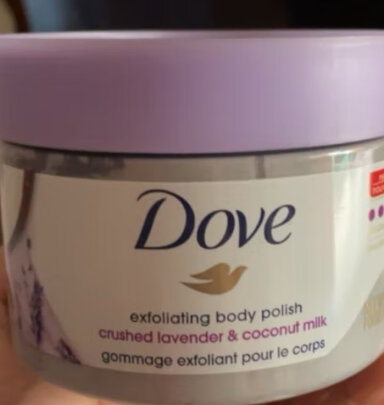 Dove
exfoliating body polish
crushed lavender & coconut milk
gommage exfoliant pour le corps